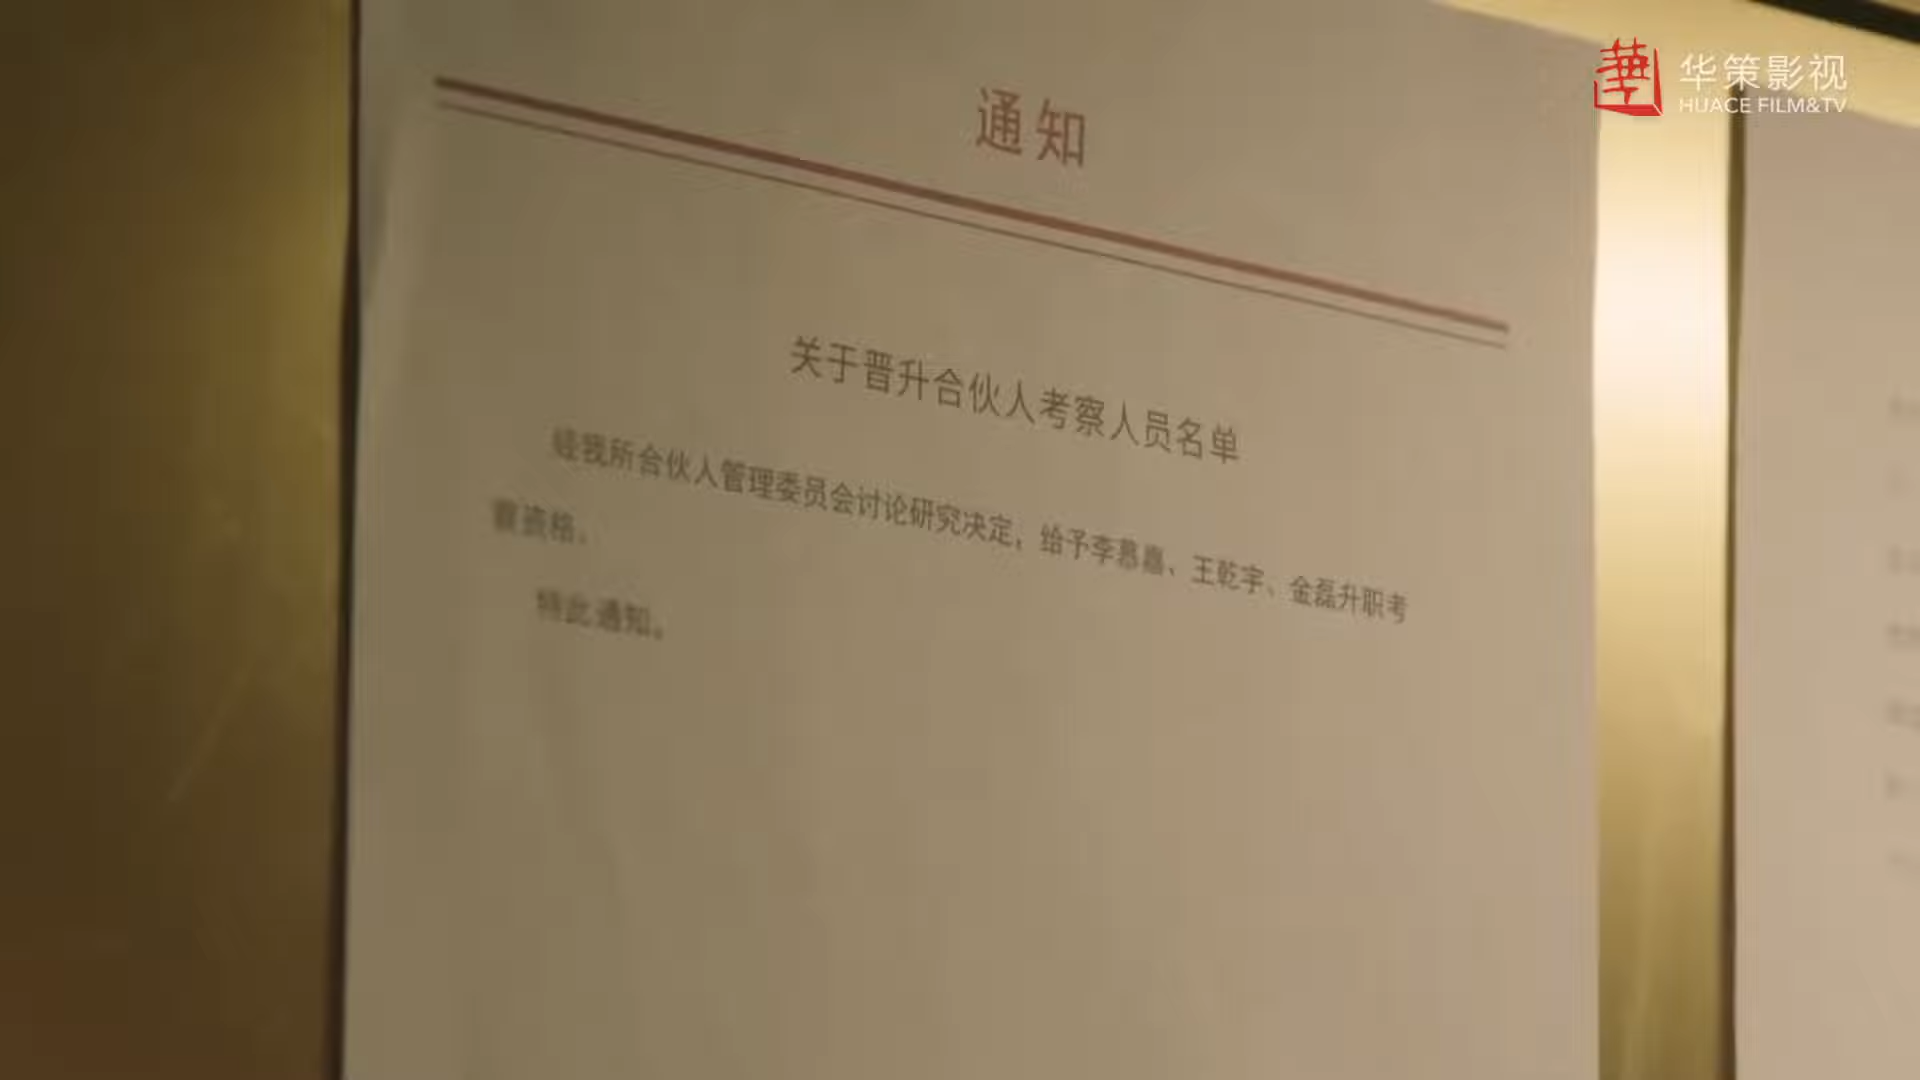 華 华策影视
HUACE FILM&TV
通知
关于晋升合伙人考察人员名单
经我所合伙人管理委员会讨论研究决定，给予李慕嘉、王乾宇、金磊升职考
察资格。
特此通知。